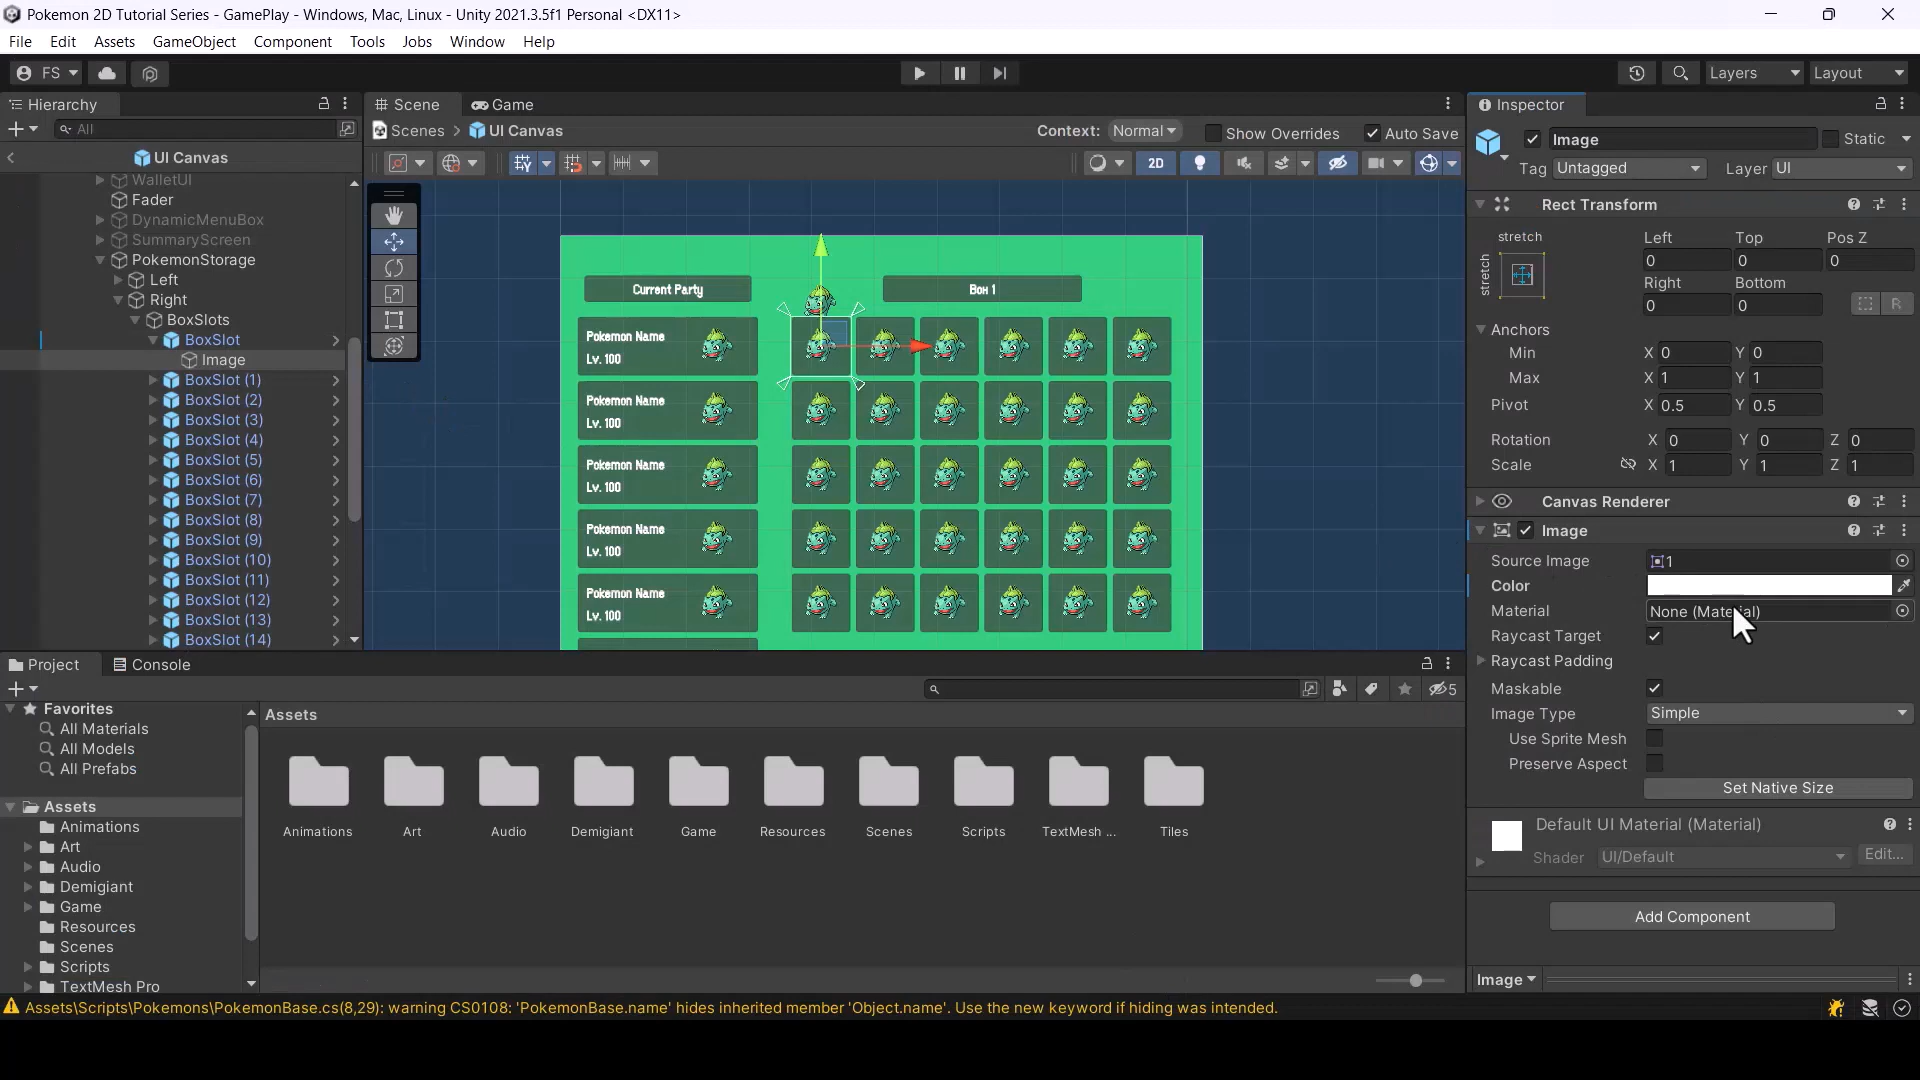 Pokemon 2D Tutorial Series - GamePlay - Windows, Mac, Linux - Unity 2021.3.5f1 Personal <DX11>
File Edit Assets GameObject Component Tools Jobs Window Help
FS Layers Layout
Hierarchy
All
UI Canvas
WalletUI
Fader
DynamicMenuBox
SummaryScreen
PokemonStorage
Left
Right
BoxSlots
BoxSlot
Image
BoxSlot (1)
BoxSlot (2)
BoxSlot (3)
BoxSlot (4)
BoxSlot (5)
BoxSlot (6)
BoxSlot (7)
BoxSlot (8)
BoxSlot (9)
BoxSlot (10)
BoxSlot (11)
BoxSlot (12)
BoxSlot (13)
BoxSlot (14)
Scene Game
Scenes UI Canvas Context: Normal Show Overrides Auto Save
2D
Current Party Box 1
Pokemon Name
Lv. 100
Pokemon Name
Lv. 100
Pokemon Name
Lv. 100
Pokemon Name
Lv. 100
Pokemon Name
Lv. 100
Inspector
Image Static
Tag Untagged Layer UI
Rect Transform
stretch Left Top Pos Z
stretch 0 0 0
Right Bottom
0 0 R
Anchors
Min X 0 Y 0
Max X 1 Y 1
Pivot X 0.5 Y 0.5
Rotation X 0 Y 0 Z 0
Scale X 1 Y 1 Z 1
Canvas Renderer
Image
Source Image 1
Color
Material None (Material)
Raycast Target
Raycast Padding
Maskable
Image Type Simple
Use Sprite Mesh
Preserve Aspect
Set Native Size
Default UI Material (Material)
Shader UI/Default Edit...
Add Component
Image
Project Console
5
Favorites
All Materials
All Models
All Prefabs
Assets
Animations
Art
Audio
Demigiant
Game
Resources
Scenes
Scripts
TextMesh Pro
Assets
Animations Art Audio Demigiant Game Resources Scenes Scripts TextMesh ... Tiles
Assets\Scripts\Pokemons\PokemonBase.cs(8,29): warning CS0108: 'PokemonBase.name' hides inherited member 'Object.name'. Use the new keyword if hiding was intended.